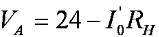 V_A = 24 − I_0^' R_H